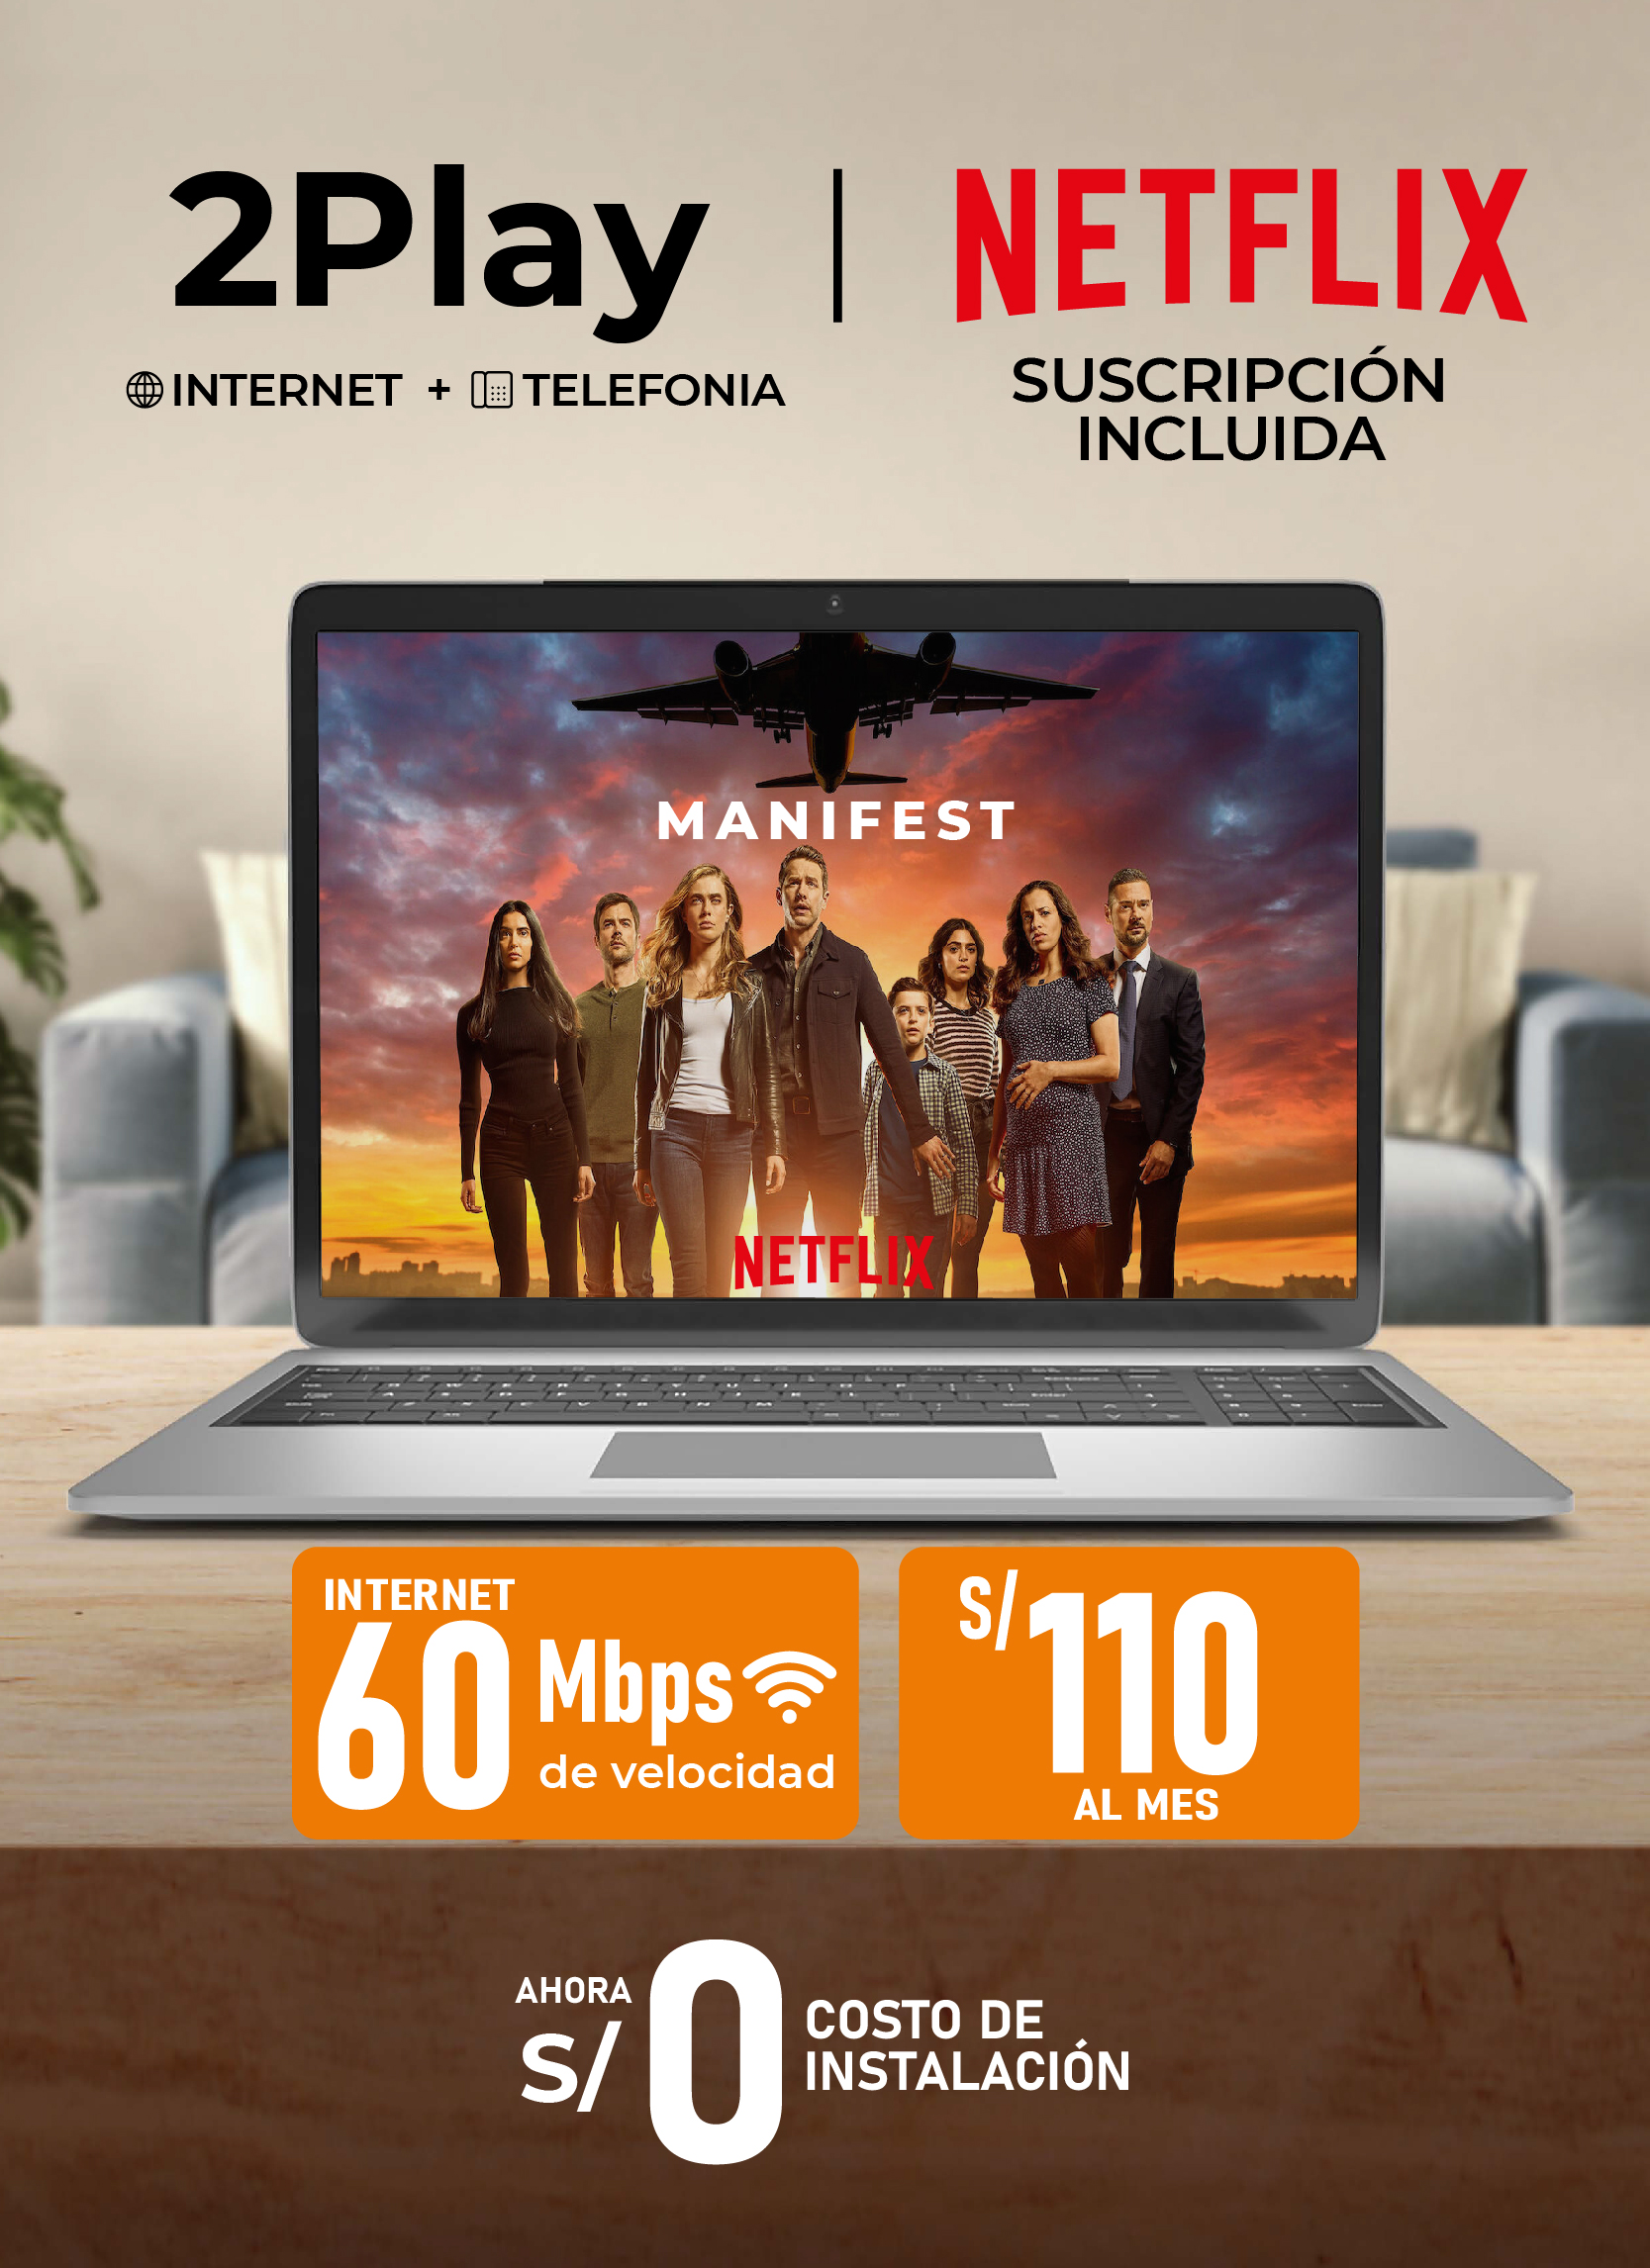 2Play
INTERNET + TELEFONIA
NETFLIX
SUSCRIPCIÓN
INCLUIDA
MANIFEST
NETFLIX
INTERNET
60 Mbps
de velocidad
S/110
AL MES
AHORA
S/0
COSTO DE
INSTALACIÓN